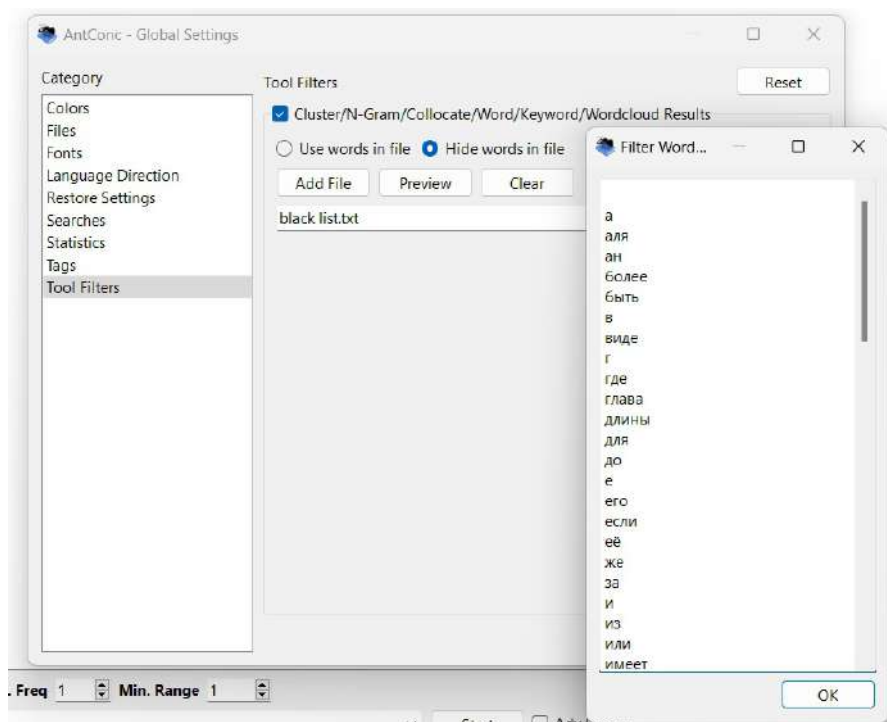 AntConc - Global Settings
Category
Colors
Files
Fonts
Language Direction
Restore Settings
Searches
Statistics
Tags
Tool Filters
Tool Filters
Reset
Cluster/N-Gram/Collocate/Word/Keyword/Wordcloud Results
Use words in file Hide words in file
Add File Preview Clear
black list.txt
Filter Word...
а
аля
ан
более
быть
в
виде
г
где
глава
длины
для
до
е
его
если
её
же
за
и
из
или
имеет
OK
. Freq 1 Min. Range 1